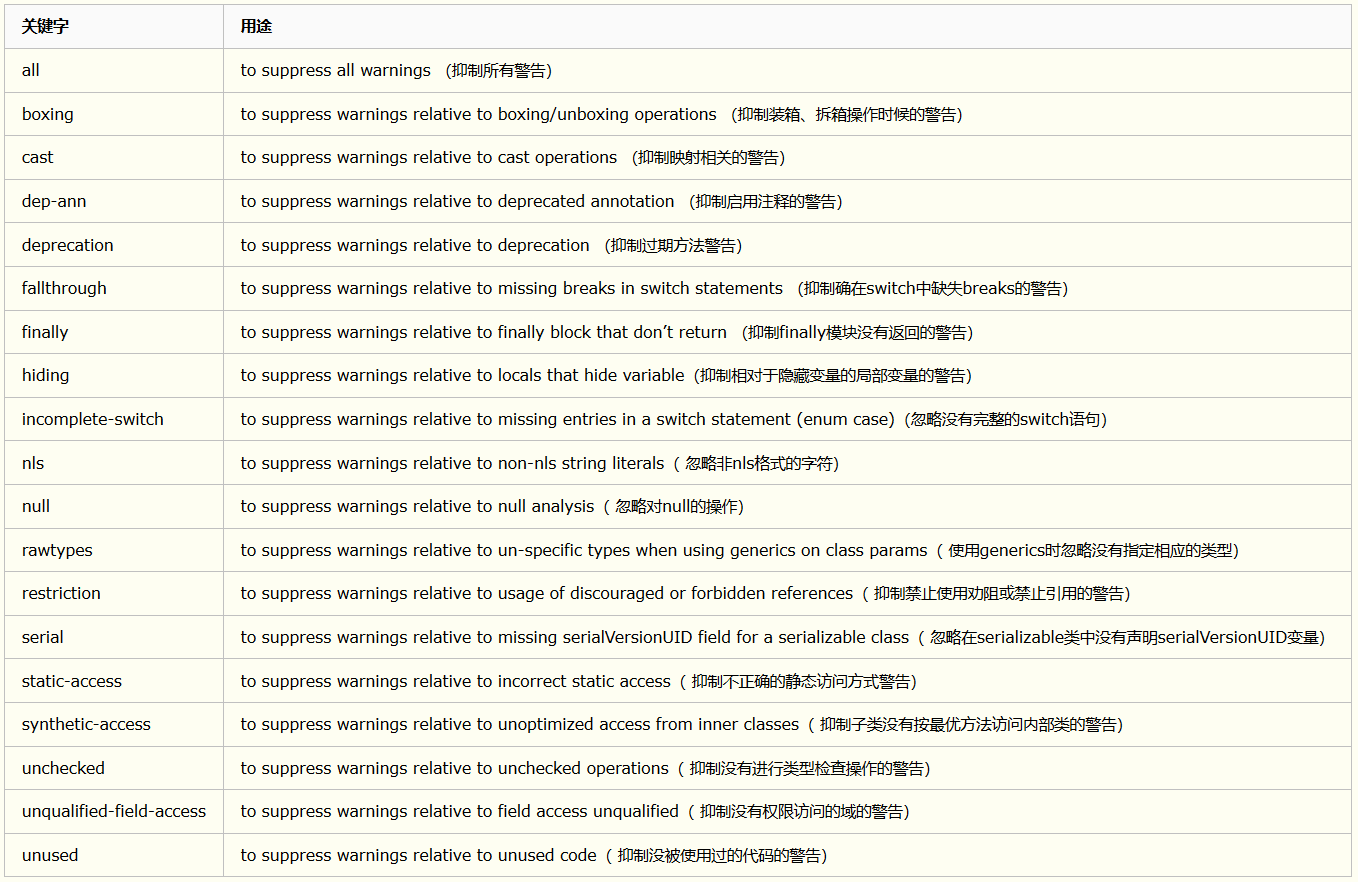 关键字 用途
all to suppress all warnings （抑制所有警告）
boxing to suppress warnings relative to boxing/unboxing operations （抑制装箱、拆箱操作时候的警告）
cast to suppress warnings relative to cast operations （抑制映射相关的警告）
dep-ann to suppress warnings relative to deprecated annotation （抑制启用注释的警告）
deprecation to suppress warnings relative to deprecation （抑制过期方法警告）
fallthrough to suppress warnings relative to missing breaks in switch statements （抑制确在switch中缺失breaks的警告）
finally to suppress warnings relative to finally block that don’t return （抑制finally模块没有返回的警告）
hiding to suppress warnings relative to locals that hide variable（抑制相对于隐藏变量的局部变量的警告）
incomplete-switch to suppress warnings relative to missing entries in a switch statement (enum case)（忽略没有完整的switch语句）
nls to suppress warnings relative to non-nls string literals（ 忽略非nls格式的字符）
null to suppress warnings relative to null analysis（ 忽略对null的操作）
rawtypes to suppress warnings relative to un-specific types when using generics on class params（ 使用generics时忽略没有指定相应的类型）
restriction to suppress warnings relative to usage of discouraged or forbidden references（ 抑制禁止使用劝阻或禁止引用的警告）
serial to suppress warnings relative to missing serialVersionUID field for a serializable class（ 忽略在serializable类中没有声明serialVersionUID变量）
static-access to suppress warnings relative to incorrect static access（ 抑制不正确的静态访问方式警告）
synthetic-access to suppress warnings relative to unoptimized access from inner classes（ 抑制子类没有按最优方法访问内部类的警告）
unchecked to suppress warnings relative to unchecked operations（ 抑制没有进行类型检查操作的警告）
unqualified-field-access to suppress warnings relative to field access unqualified（ 抑制没有权限访问的域的警告）
unused to suppress warnings relative to unused code（ 抑制没被使用过的代码的警告）